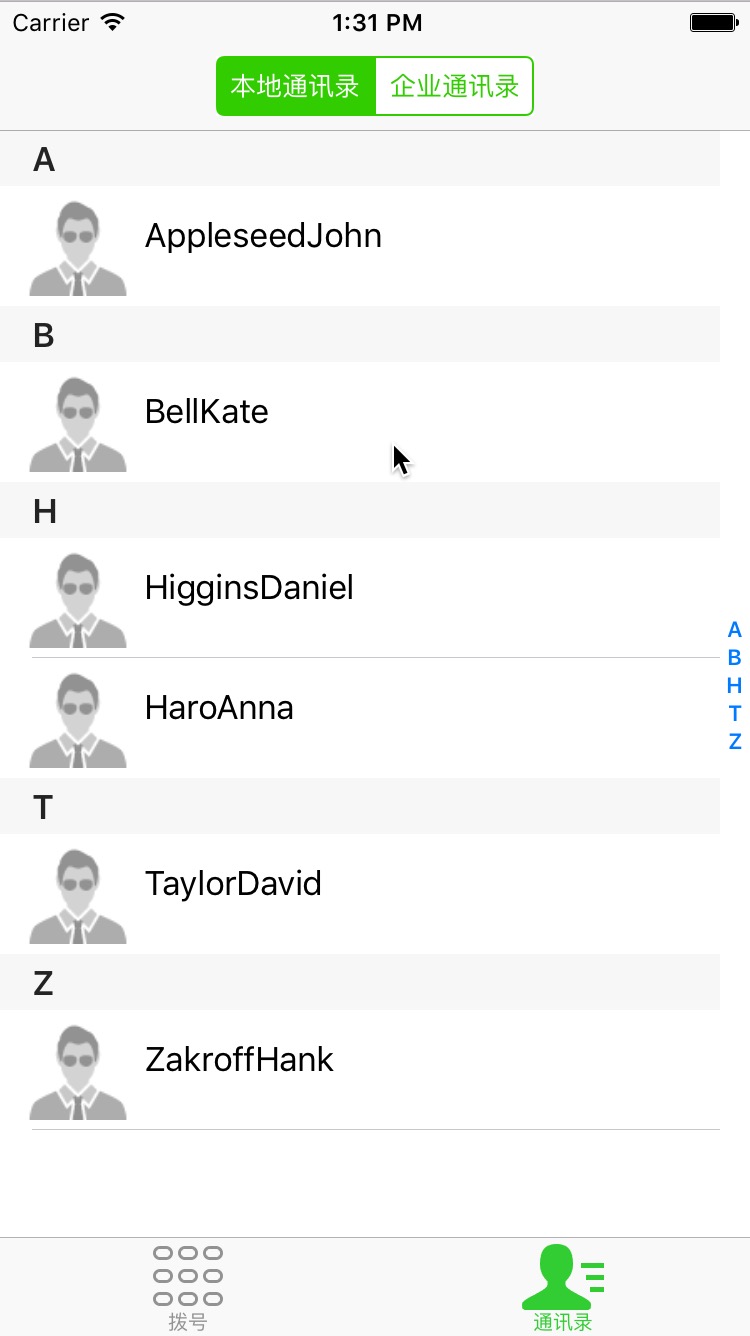 Carrier 1:31 PM
本地通讯录 企业通讯录
A
AppleseedJohn
B
BellKate
H
HigginsDaniel
HaroAnna
T
TaylorDavid
Z
ZakroffHank
A
B
H
T
Z
拨号 通讯录